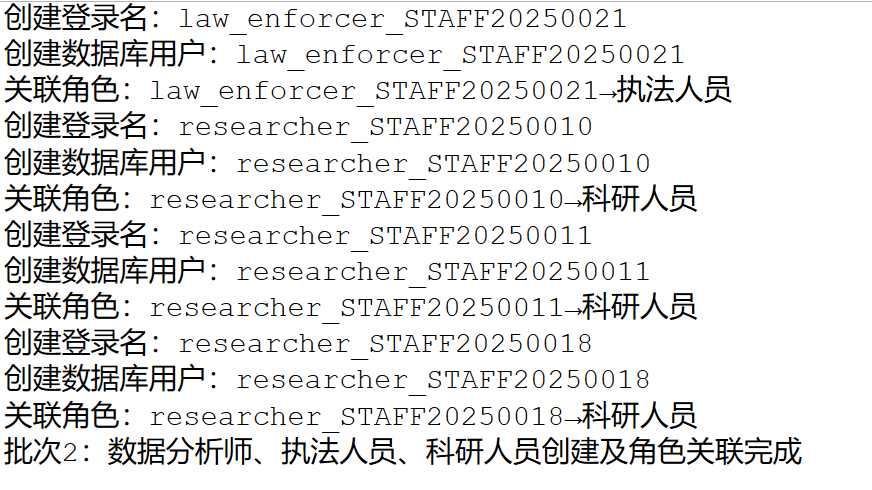 创建登录名：law_enforcer_STAFF20250021
创建数据库用户：law_enforcer_STAFF20250021
关联角色：law_enforcer_STAFF20250021→执法人员
创建登录名：researcher_STAFF20250010
创建数据库用户：researcher_STAFF20250010
关联角色：researcher_STAFF20250010→科研人员
创建登录名：researcher_STAFF20250011
创建数据库用户：researcher_STAFF20250011
关联角色：researcher_STAFF20250011→科研人员
创建登录名：researcher_STAFF20250018
创建数据库用户：researcher_STAFF20250018
关联角色：researcher_STAFF20250018→科研人员
批次2：数据分析师、执法人员、科研人员创建及角色关联完成